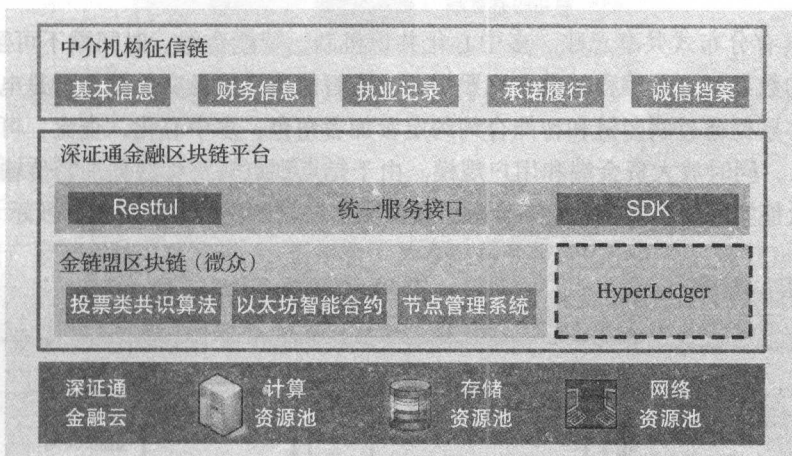 中介机构征信链
基本信息 财务信息 执业记录 承诺履行 诚信档案
深证通金融区块链平台
Restful 统一服务接口 SDK
金链盟区块链（微众）
投票类共识算法 以太坊智能合约 节点管理系统
HyperLedger
深证通 计算 存储 网络
金融云 资源池 资源池 资源池